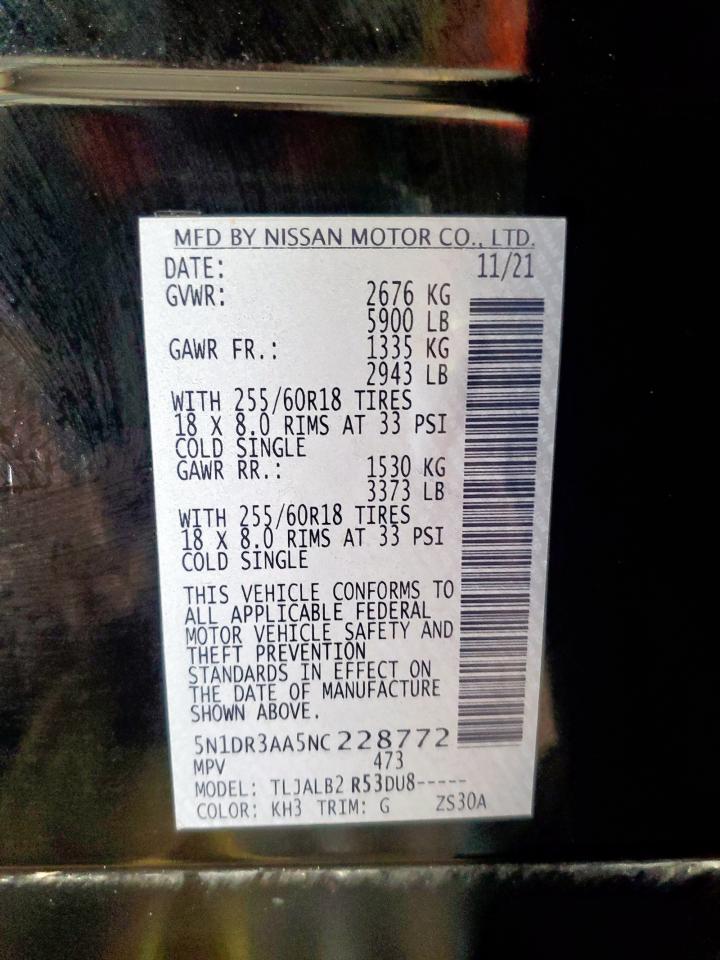 MFD BY NISSAN MOTOR CO., LTD.
DATE: 11/21
GVWR: 2676 KG
5900 LB
GAWR FR.: 1335 KG
2943 LB
WITH 255/60R18 TIRES
18 X 8.0 RIMS AT 33 PSI
COLD SINGLE
GAWR RR.: 1530 KG
3373 LB
WITH 255/60R18 TIRES
18 X 8.0 RIMS AT 33 PSI
COLD SINGLE
THIS VEHICLE CONFORMS TO
ALL APPLICABLE FEDERAL
MOTOR VEHICLE SAFETY AND
THEFT PREVENTION
STANDARDS IN EFFECT ON
THE DATE OF MANUFACTURE
SHOWN ABOVE.
5N1DR3AA5NC228772
MPV 473
MODEL: TLJALB2 R53DU8-----
COLOR: KH3 TRIM: G ZS30A